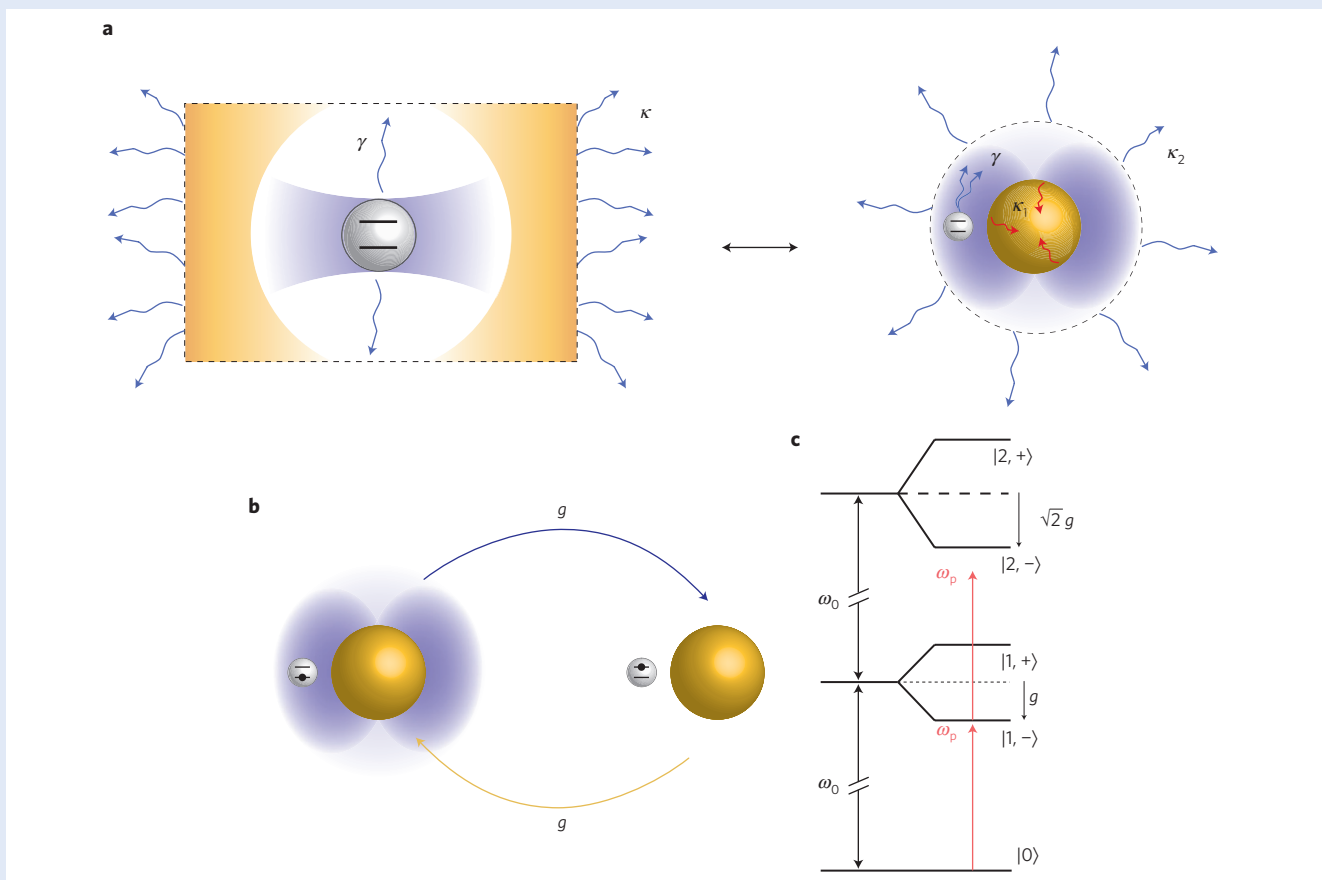 a
κ
γ
γ
κ₂
κ₁
b
g
g
c
|2, +⟩
√2 g
|2, −⟩
ωₚ
ω₀
|1, +⟩
g
ωₚ
|1, −⟩
ω₀
|0⟩